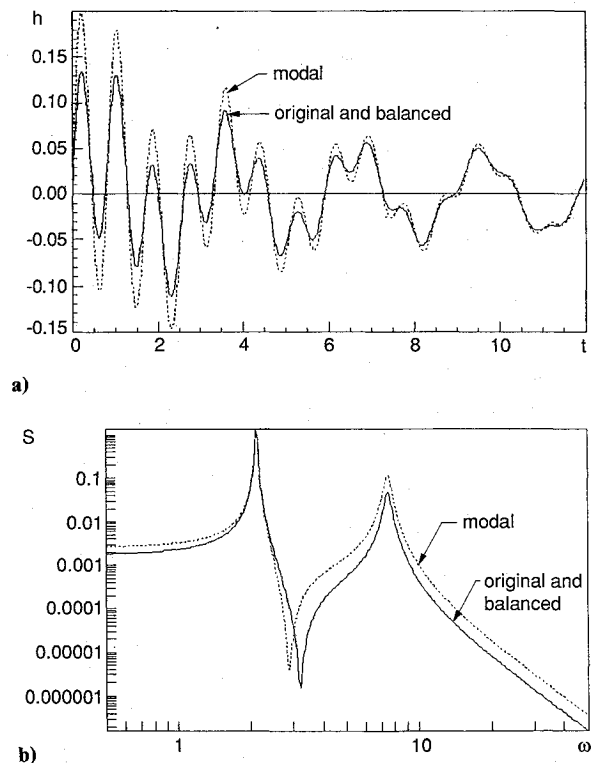 h
0.15
0.10
0.05
0.00
-0.05
-0.10
-0.15
modal
original and balanced
0 2 4 6 8 10 t
a)
S
0.1
0.01
0.001
0.0001
0.00001
0.000001
modal
original and
balanced
1 10 ω
b)